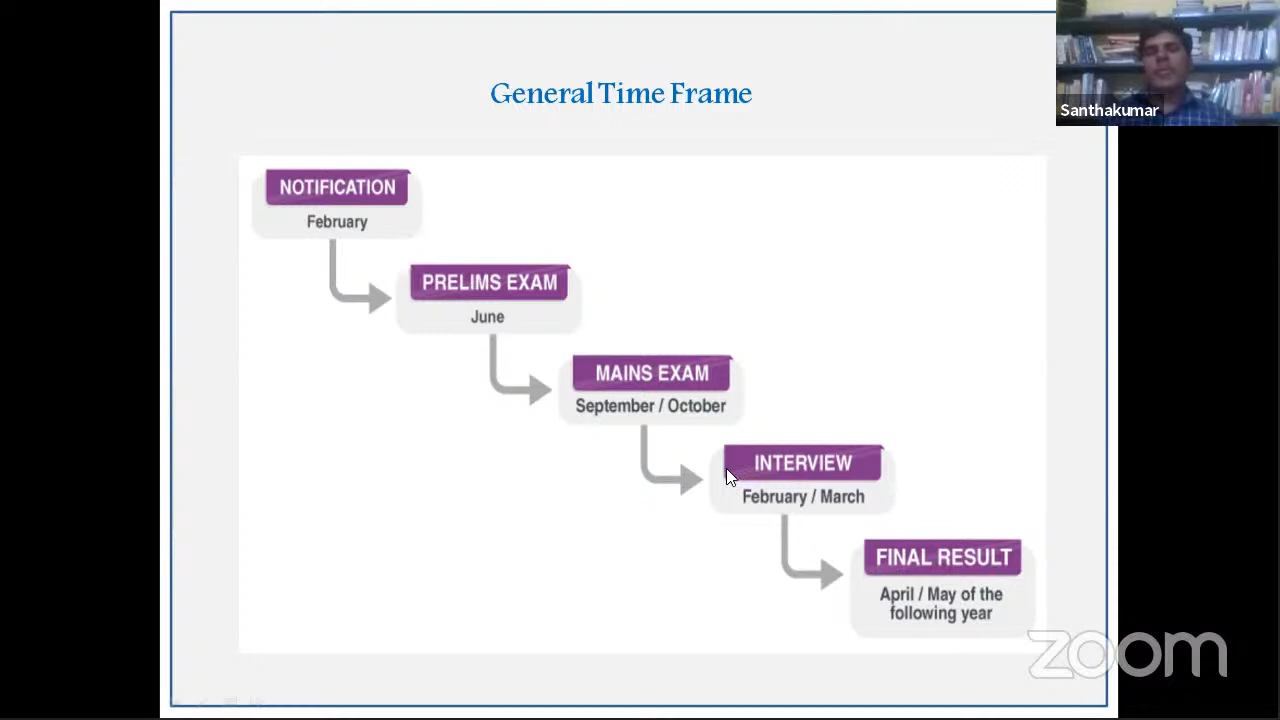 General Time Frame
Santhakumar
NOTIFICATION
February
PRELIMS EXAM
June
MAINS EXAM
September / October
INTERVIEW
February / March
FINAL RESULT
April / May of the
following year
zoom